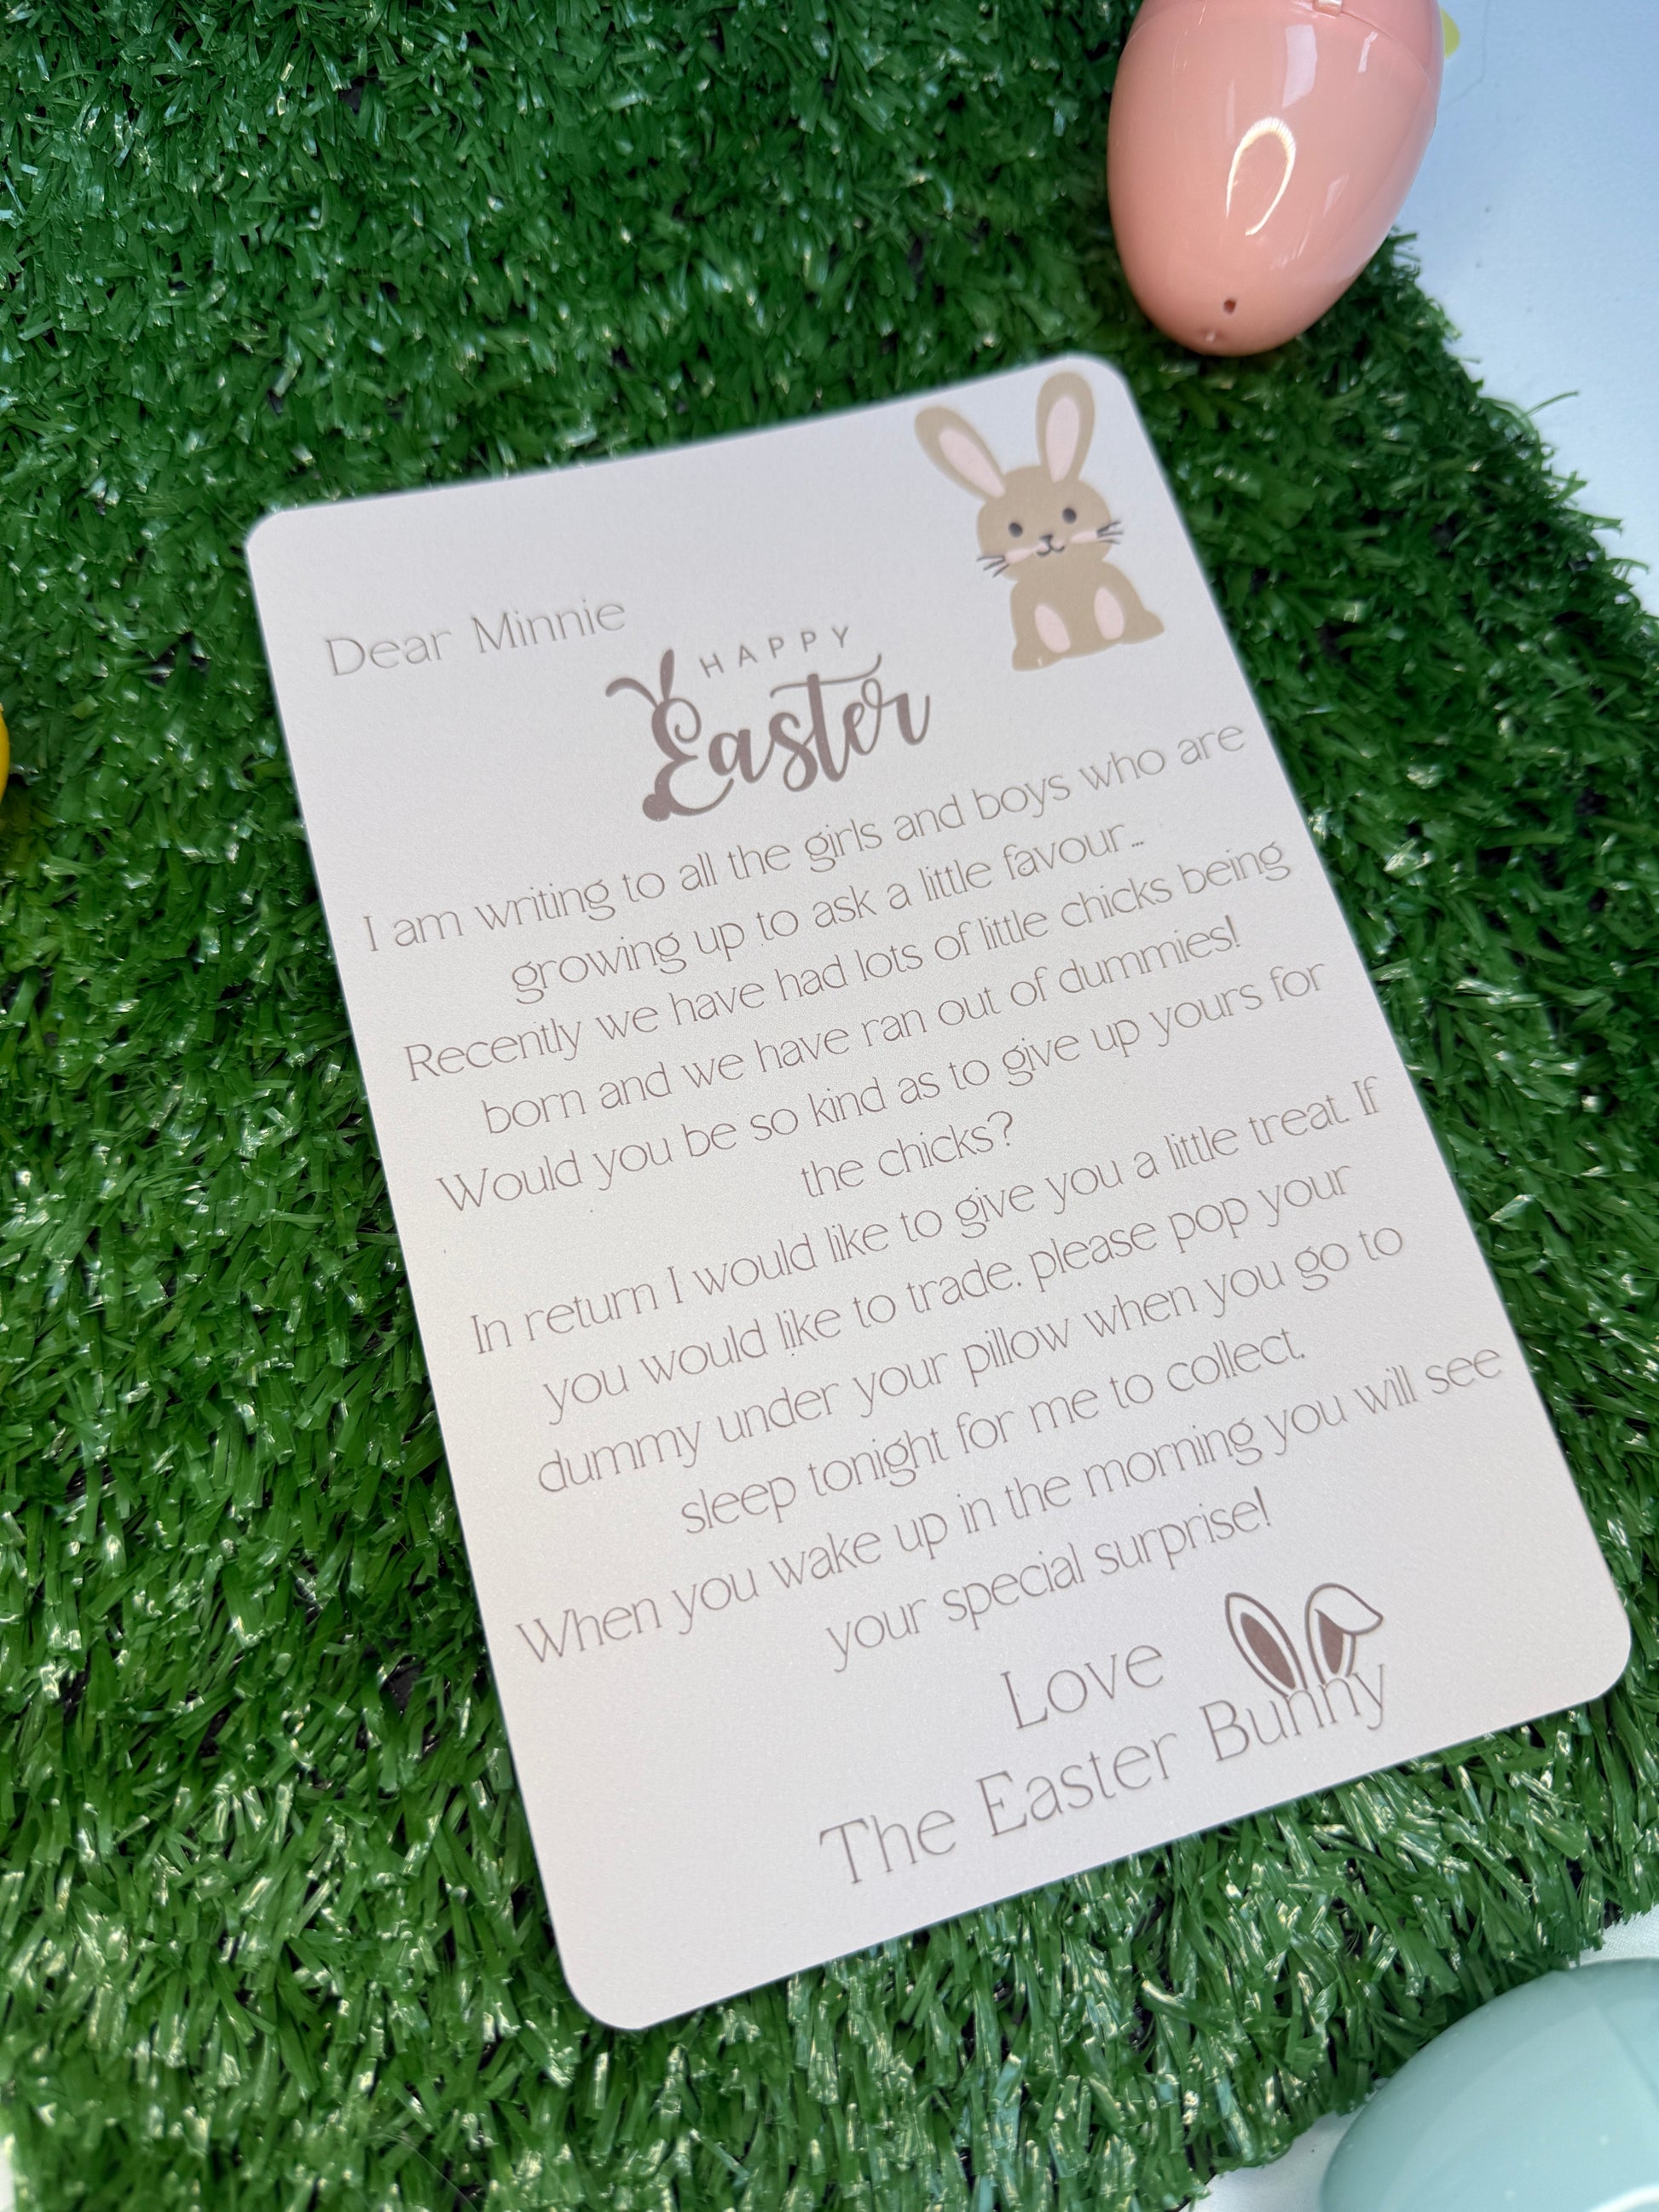 Dear Minnie
HAPPY
Easter
I am writing to all the girls and boys who are
growing up to ask a little favour...
Recently we have had lots of little chicks being
born and we have ran out of dummies!
Would you be so kind as to give up yours for
the chicks?
In return I would like to give you a little treat. If
you would like to trade, please pop your
dummy under your pillow when you go to
sleep tonight for me to collect.
When you wake up in the morning you will see
your special surprise!
Love
The Easter Bunny